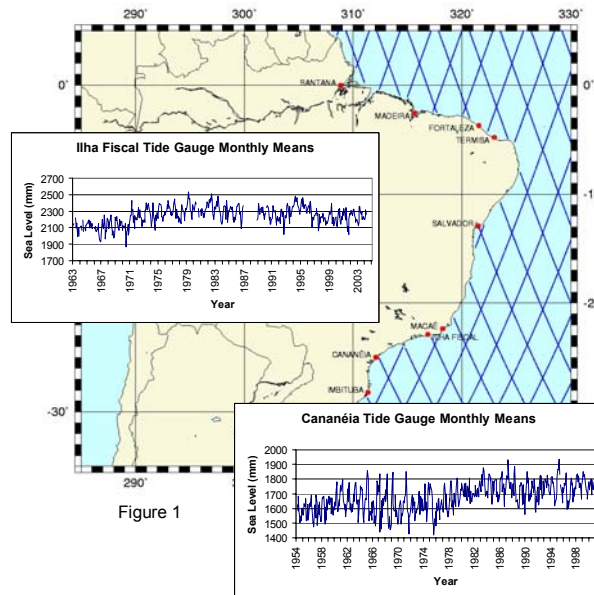 290°
300°
310°
320°
330°
0°
SANTANA
MADEIRA
FORTALEZA
TERMISA
Ilha Fiscal Tide Gauge Monthly Means
Sea Level (mm)
2700
2500
2300
2100
1900
1700
1963
1967
1971
1975
1979
1983
1987
1991
1995
1999
2003
Year
-1
SALVADOR
-2
MACAÉ
ILHA FISCAL
CANANÉIA
IMBITUBA
-30°
290°
Figure 1
Cananéia Tide Gauge Monthly Means
Sea Level (mm)
2000
1900
1800
1700
1600
1500
1400
1954
1958
1962
1966
1970
1974
1978
1982
1986
1990
1994
1998
Year